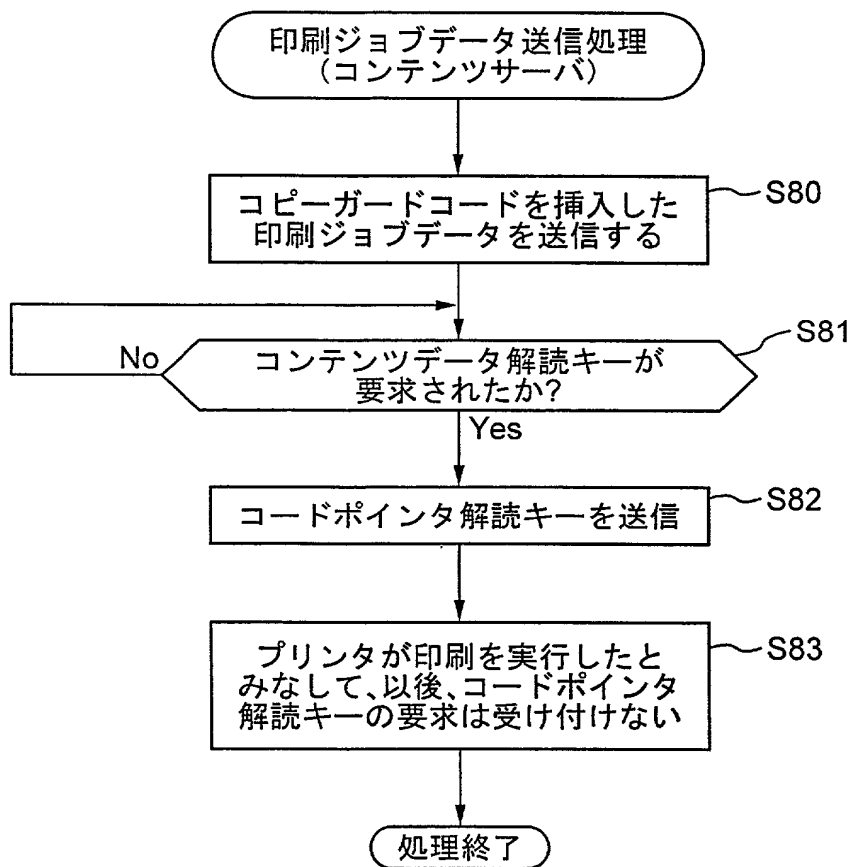 印刷ジョブデータ送信処理
(コンテンツサーバ)
コピーガードコードを挿入した
印刷ジョブデータを送信する
S80
コンテンツデータ解読キーが
要求されたか?
S81
No
Yes
コードポインタ解読キーを送信
S82
プリンタが印刷を実行したと
みなして、以後、コードポインタ
解読キーの要求は受け付けない
S83
処理終了